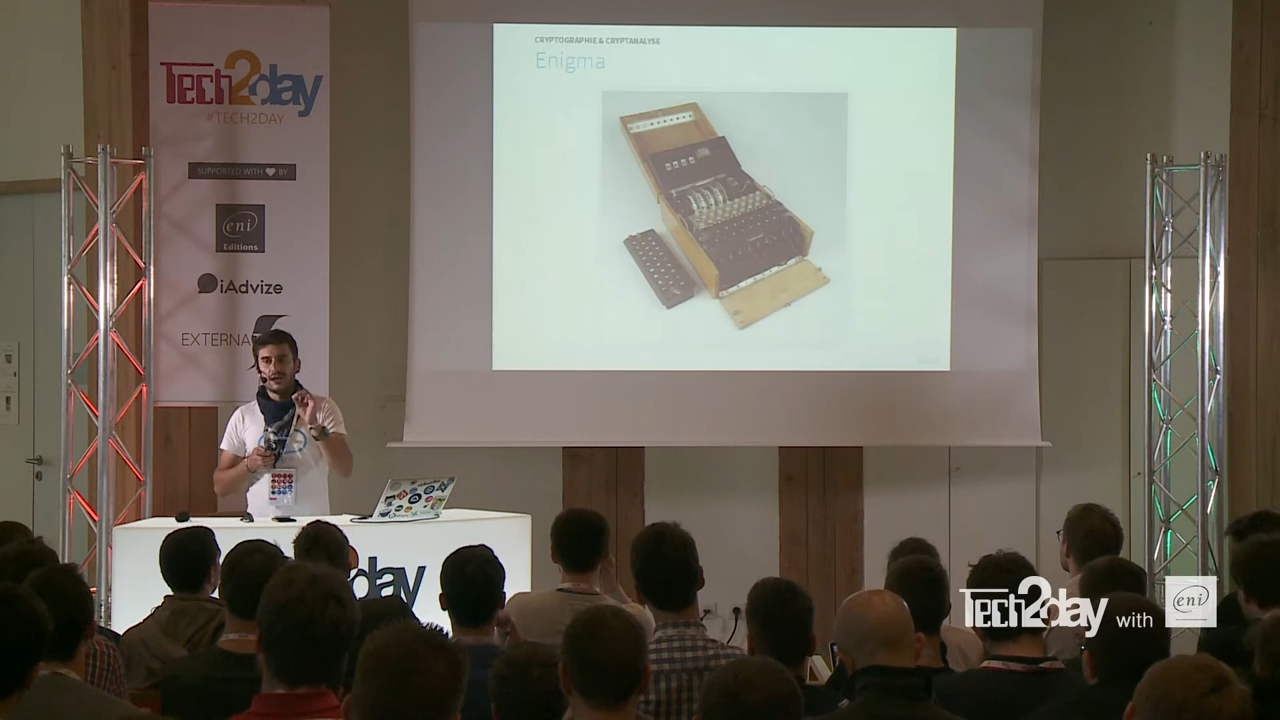 Tech2day
#TECH2DAY
SUPPORTED WITH BY
eni
Editions
iAdvize
EXTERNA
CRYPTOGRAPHIE & CRYPTANALYSE
Enigma
day
Tech2day with eni